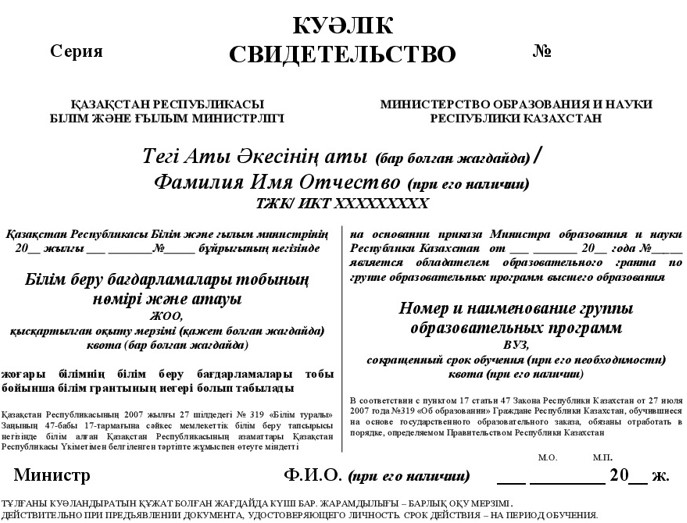 КУӘЛІК
Серия СВИДЕТЕЛЬСТВО №
ҚАЗАҚСТАН РЕСПУБЛИКАСЫ
БІЛІМ ЖӘНЕ ҒЫЛЫМ МИНИСТРЛІГІ
МИНИСТЕРСТВО ОБРАЗОВАНИЯ И НАУКИ
РЕСПУБЛИКИ КАЗАХСТАН
Тегі Аты Әкесінің аты (бар болған жағдайда) /
Фамилия Имя Отчество (при его наличии)
ТЖК/ ИКТ ХХХХХХХХХ
Қазақстан Республикасы Білім және ғылым министрінің
20__ жылғы ___ _______№_____ бұйрығының негізінде
Білім беру бағдарламалары тобының
нөмірі және атауы
ЖОО,
қысқартылған оқыту мерзімі (қажет болған жағдайда)
квота (бар болған жағдайда)
жоғары білімнің білім беру бағдарламалары тобы
бойынша білім грантының иегері болып табылады
Қазақстан Республикасының 2007 жылғы 27 шілдедегі № 319 «Білім туралы»
Заңының 47-бабы 17-тармағына сәйкес мемлекеттік білім беру тапсырысы
негізінде білім алған Қазақстан Республикасының азаматтары Қазақстан
Республикасы Үкіметімен белгіленген тәртіпте жұмыспен өтеуге міндетті
на основании приказа Министра образования и науки
Республики Казахстан от ___ ________ 20__ года №_____
является обладателем образовательного гранта по
группе образовательных программ высшего образования
Номер и наименование группы
образовательных программ
ВУЗ,
сокращенный срок обучения (при его необходимости)
квота (при его наличии)
В соответствии с пунктом 17 статьи 47 Закона Республики Казахстан от 27 июля
2007 года №319 «Об образовании» Граждане Республики Казахстан, обучившиеся
на основе государственного образовательного заказа, обязаны отработать в
порядке, определяемом Правительством Республики Казахстан
М.О. М.П.
Министр Ф.И.О. (при его наличии) ___ _________ 20__ ж.
ТҰЛҒАНЫ КУӘЛАНДЫРАТЫН ҚҰЖАТ БОЛҒАН ЖАҒДАЙДА КҮШІ БАР. ЖАРАМДЫЛЫҒЫ – БАРЛЫҚ ОҚУ МЕРЗІМІ.
ДЕЙСТВИТЕЛЬНО ПРИ ПРЕДЪЯВЛЕНИИ ДОКУМЕНТА, УДОСТОВЕРЯЮЩЕГО ЛИЧНОСТЬ. СРОК ДЕЙСТВИЯ – НА ПЕРИОД ОБУЧЕНИЯ.